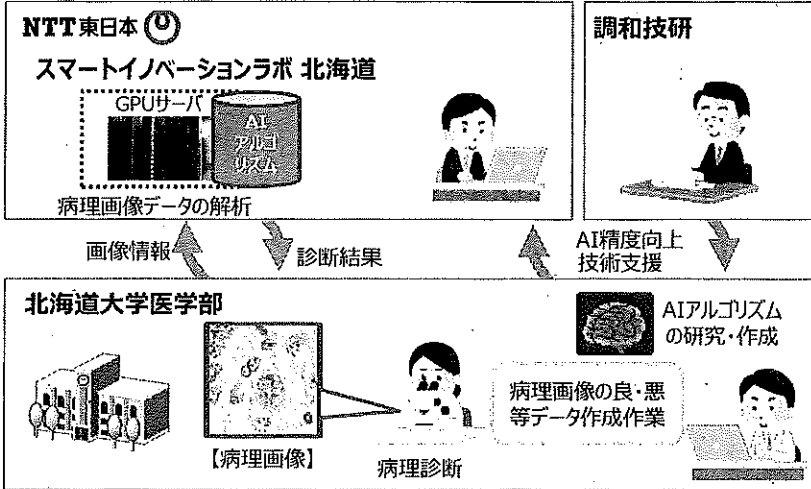 NTT東日本
スマートイノベーションラボ 北海道
GPUサーバ
AI
アルゴ
リズム
病理画像データの解析
調和技研
画像情報
診断結果
AI精度向上
技術支援
北海道大学医学部
AIアルゴリズム
の研究・作成
病理画像の良・悪
等データ作成作業
【病理画像】
病理診断